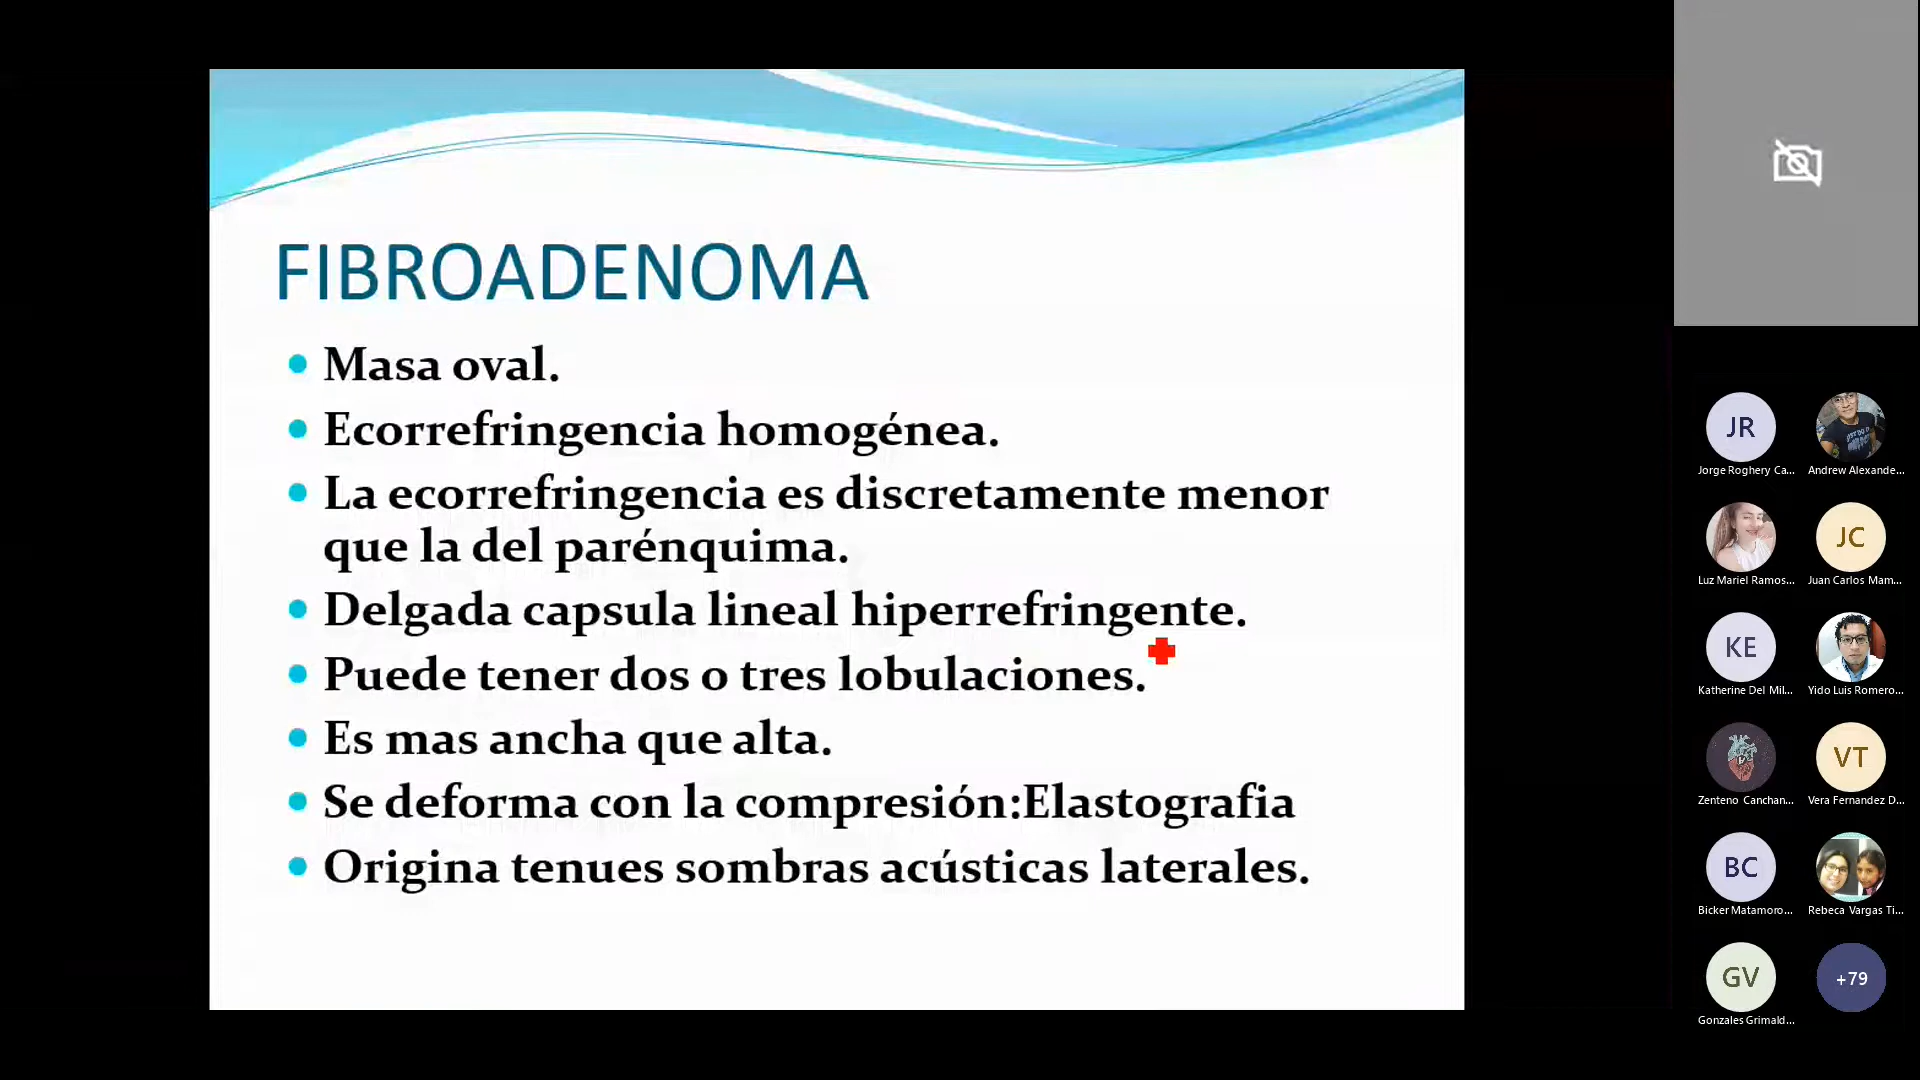 FIBROADENOMA
Masa oval.
Ecorrefringencia homogénea.
La ecorrefringencia es discretamente menor
que la del parénquima.
Delgada capsula lineal hiperrefringente.
Puede tener dos o tres lobulaciones.
Es mas ancha que alta.
Se deforma con la compresión:Elastografia
Origina tenues sombras acústicas laterales.
JR
Jorge Roghery Ca...
Andrew Alexande...
Luz Mariel Ramos...
JC
Juan Carlos Mam...
KE
Katherine Del Mil...
Yido Luis Romero...
Zenteno Canchan...
VT
Vera Fernandez D...
BC
Bicker Matamoro...
Rebeca Vargas Ti...
GV
Gonzales Grimald...
+79